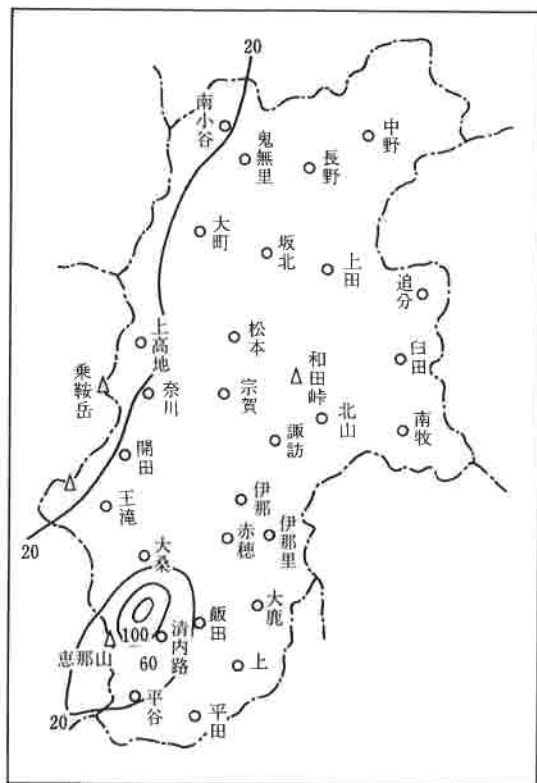 20
南小谷
鬼無里
長野
中野
大町
坂北
上田
追分
上高地
松本
和田峠
臼田
乗鞍岳
奈川
宗賀
北山
南牧
開田
諏訪
王滝
伊那
20
赤穂
伊那里
大桑
大鹿
飯田
100
清内路
恵那山
60
上
平谷
平田
20